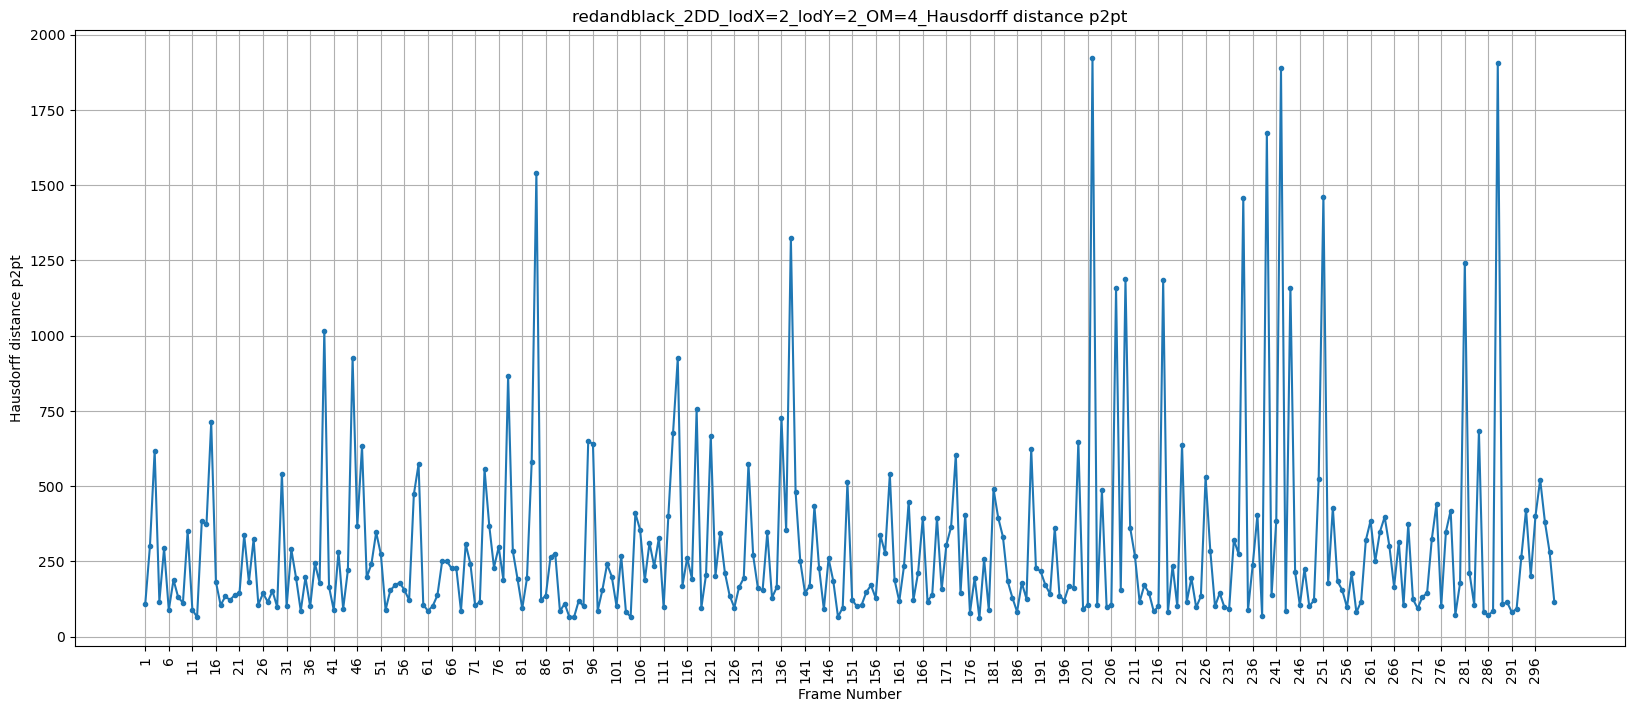 redandblack_2DD_lodX=2_lodY=2_OM=4_Hausdorff distance p2pt
2000
1750
1500
1250
1000
750
500
250
0
Hausdorff distance p2pt
1 6 11 16 21 26 31 36 41 46 51 56 61 66 71 76 81 86 91 96 101 106 111 116 121 126 131 136 141 146 151 156 161 166 171 176 181 186 191 196 201 206 211 216 221 226 231 236 241 246 251 256 261 266 271 276 281 286 291 296
Frame Number